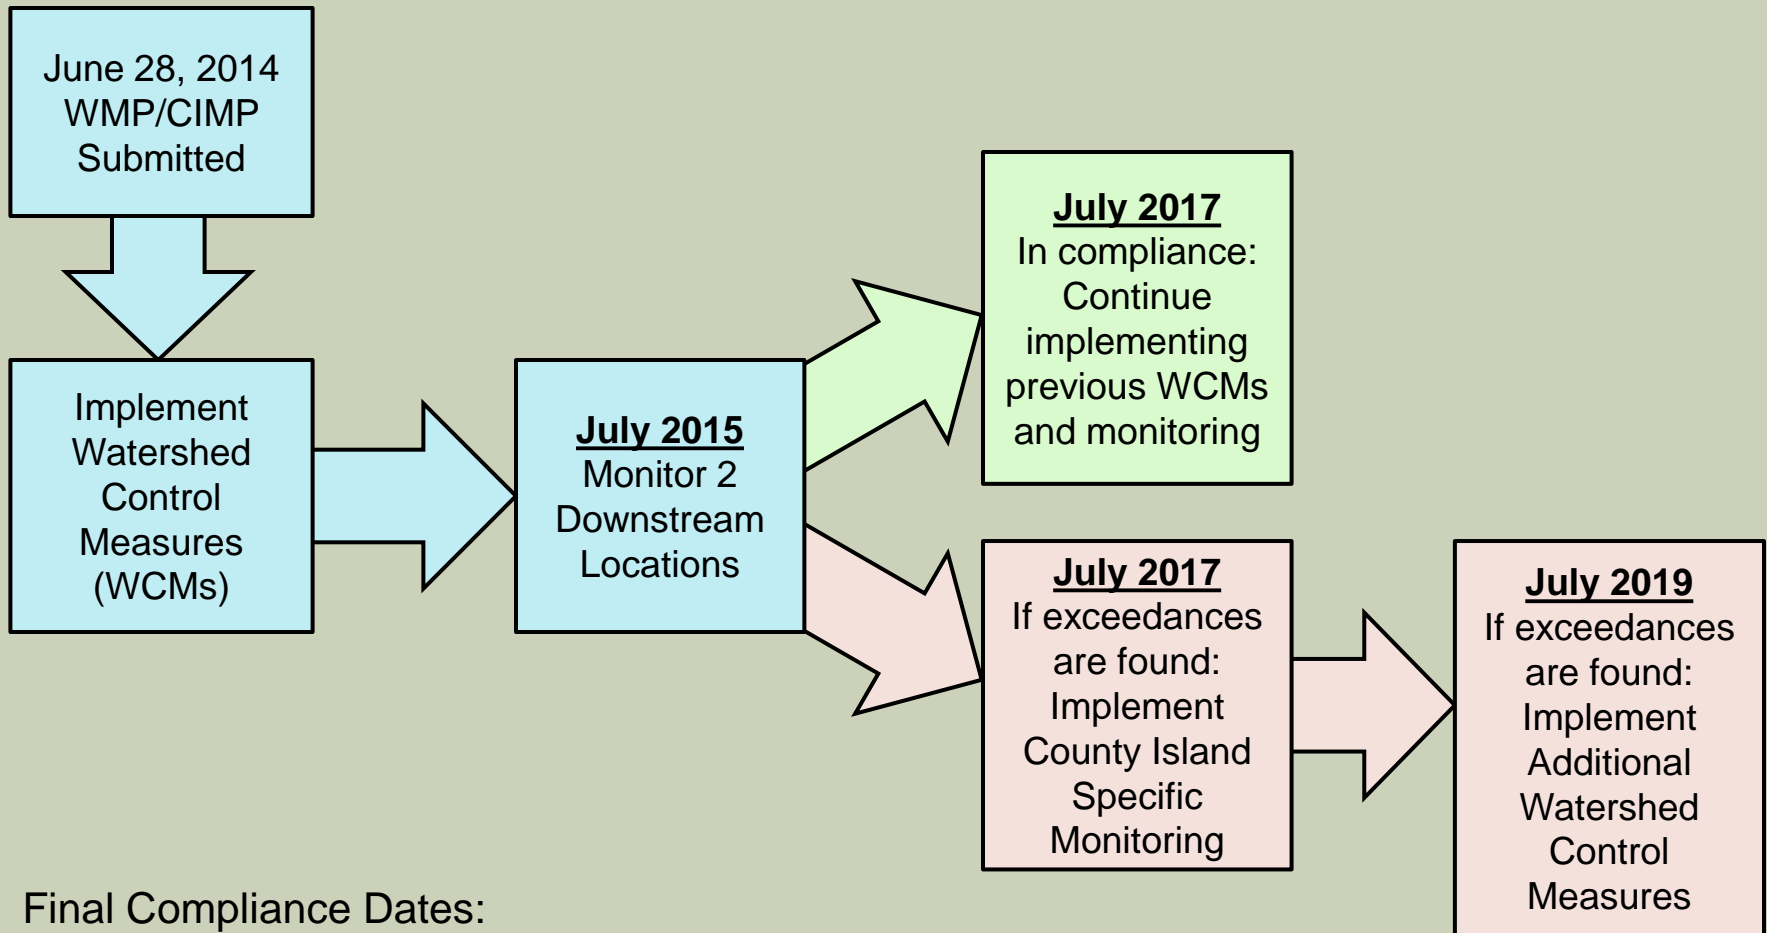 June 28, 2014
WMP/CIMP
Submitted
Implement
Watershed
Control
Measures
(WCMs)
July 2015
Monitor 2
Downstream
Locations
July 2017
In compliance:
Continue
implementing
previous WCMs
and monitoring
July 2017
If exceedances
are found:
Implement
County Island
Specific
Monitoring
July 2019
If exceedances
are found:
Implement
Additional
Watershed
Control
Measures
Final Compliance Dates: